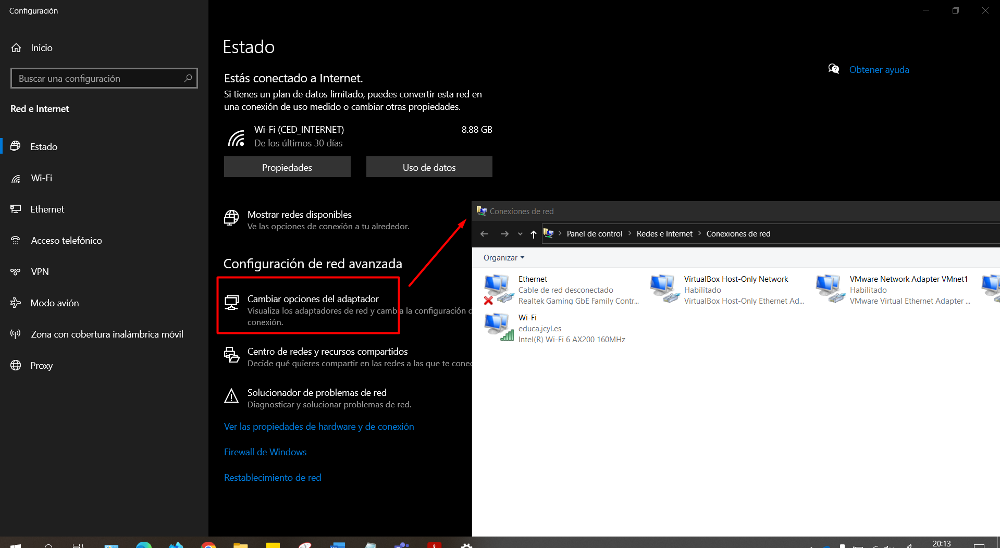 Configuración
Inicio
Buscar una configuración
Red e Internet
Estado
Wi-Fi
Ethernet
Acceso telefónico
VPN
Modo avión
Zona con cobertura inalámbrica móvil
Proxy
Estado
Estás conectado a Internet.
Si tienes un plan de datos limitado, puedes convertir esta red en
una conexión de uso medido o cambiar otras propiedades.
Wi-Fi (CED_INTERNET)
8.88 GB
De los últimos 30 días
Propiedades
Uso de datos
Mostrar redes disponibles
Ve las opciones de conexión a tu alrededor.
Configuración de red avanzada
Cambiar opciones del adaptador
Visualiza los adaptadores de red y cambia la configuración d
conexión.
Centro de redes y recursos compartidos
Decide qué quieres compartir en las redes a las que te conec
Solucionador de problemas de red
Diagnosticar y solucionar problemas de red.
Ver las propiedades de hardware y de conexión
Firewall de Windows
Restablecimiento de red
Obtener ayuda
Conexiones de red
Panel de control > Redes e Internet > Conexiones de red
Organizar
Ethernet
Cable de red desconectado
Realtek Gaming GbE Family Contr...
VirtualBox Host-Only Network
Habilitado
VirtualBox Host-Only Ethernet Ad...
VMware Network Adapter VMnet1
Habilitado
VMware Virtual Ethernet Adapter ...
Wi-Fi
educa.jcyl.es
Intel(R) Wi-Fi 6 AX200 160MHz
20:13